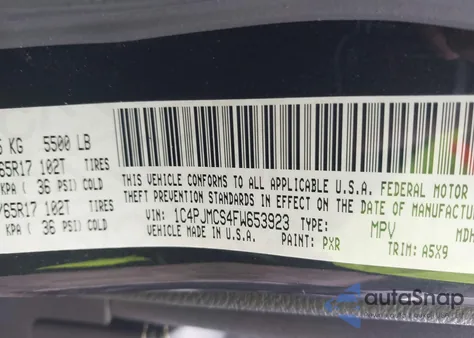 KG 5500 LB
65R17 102T TIRES
KPA ( 36 PSI) COLD
/65R17 102T TIRES
KPA ( 36 PSI) COLD
THIS VEHICLE CONFORMS TO ALL APPLICABLE U.S.A. FEDERAL MOTOR
THEFT PREVENTION STANDARDS IN EFFECT ON THE DATE OF MANUFACTUR
VIN: 1C4PJMCS4FW653923 TYPE: MPV MDH
VEHICLE MADE IN U.S.A. PAINT: PXR TRIM: A5X9
autoSnap